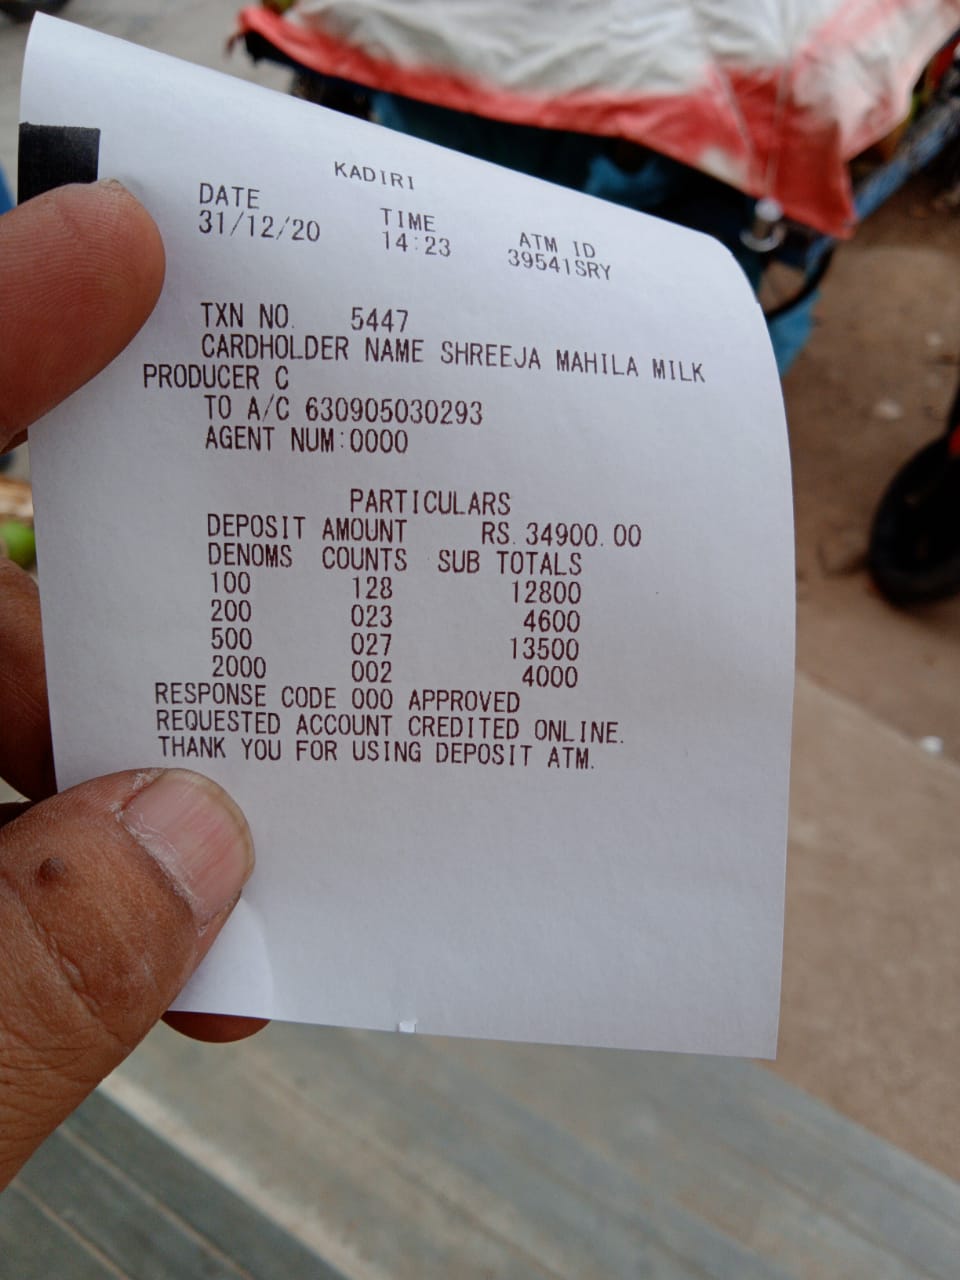 KADIRI
DATE TIME ATM ID
31/12/20 14:23 39541SRY
TXN NO. 5447
CARDHOLDER NAME SHREEJA MAHILA MILK
PRODUCER C
TO A/C 630905030293
AGENT NUM:0000
PARTICULARS
DEPOSIT AMOUNT RS.34900.00
DENOMS COUNTS SUB TOTALS
100 128 12800
200 023 4600
500 027 13500
2000 002 4000
RESPONSE CODE 000 APPROVED
REQUESTED ACCOUNT CREDITED ONLINE.
THANK YOU FOR USING DEPOSIT ATM.